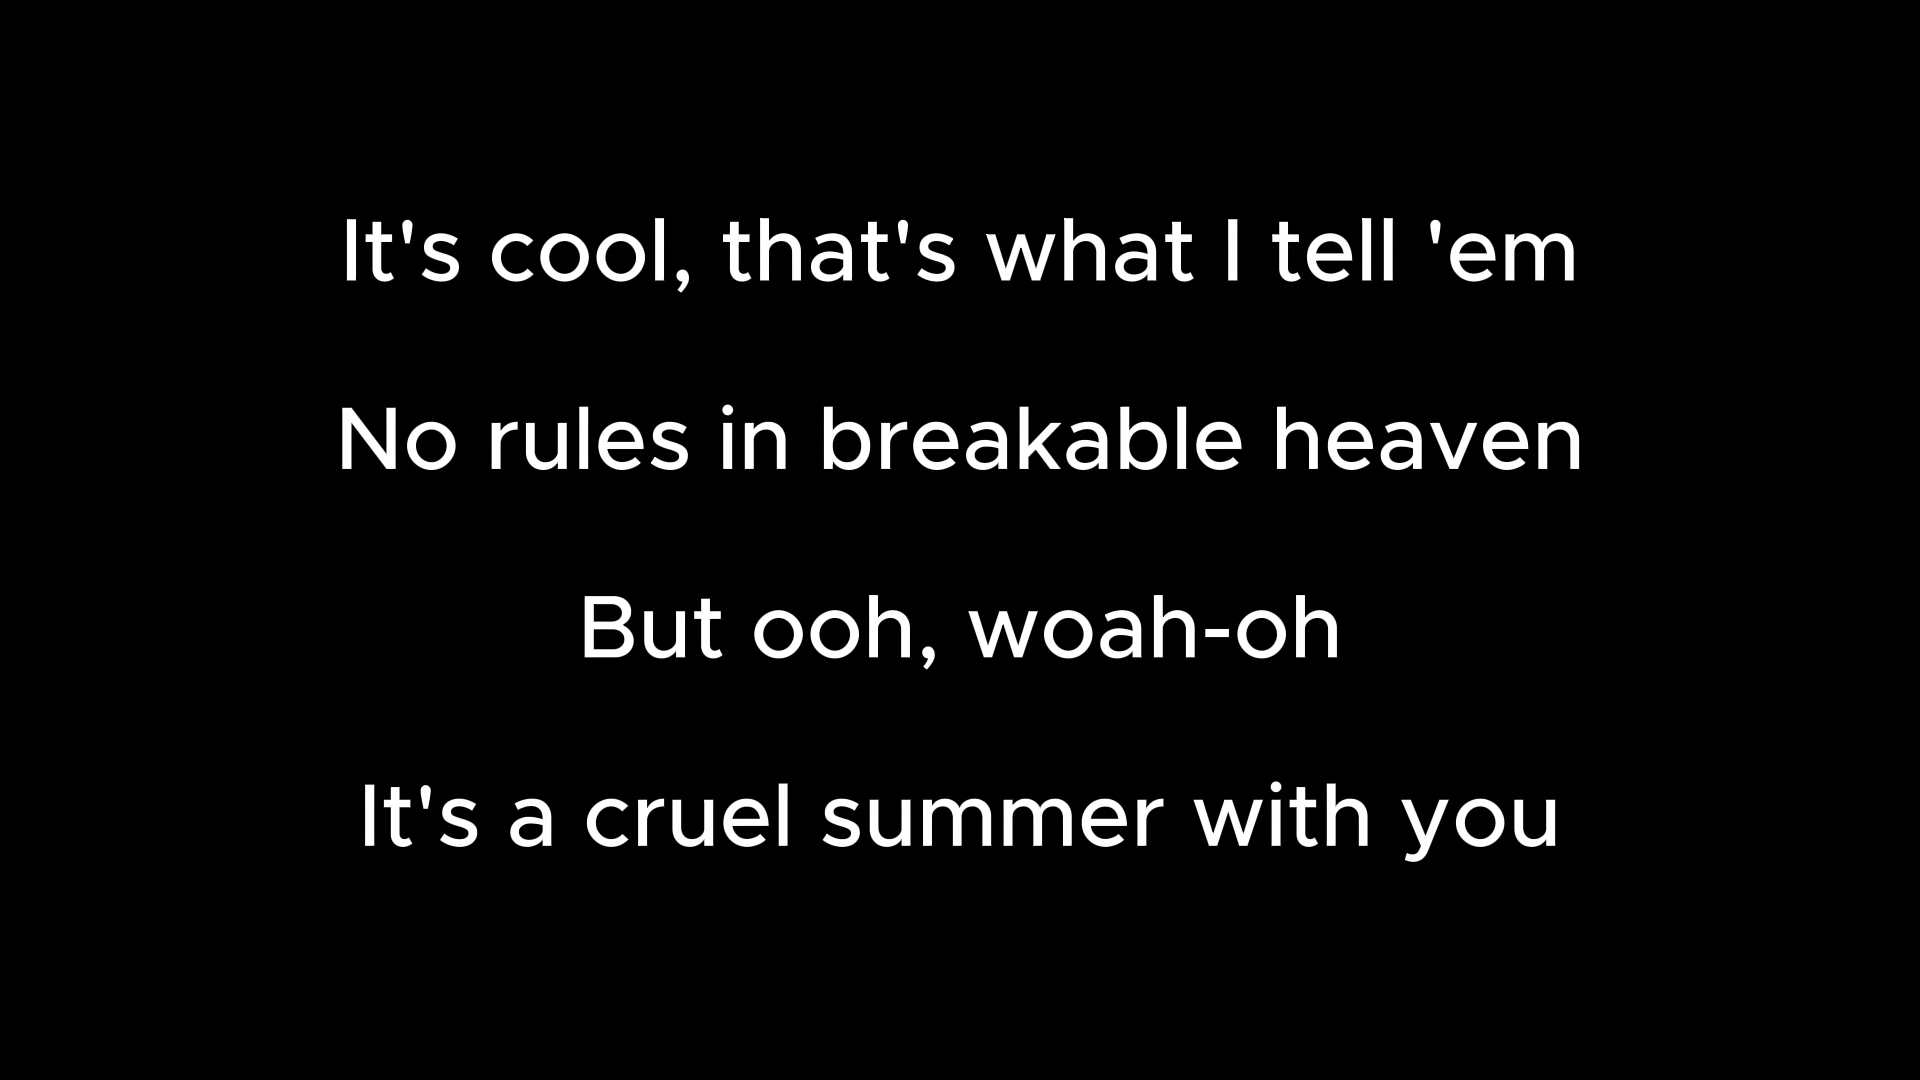 It's cool, that's what I tell 'em
No rules in breakable heaven
But ooh, woah-oh
It's a cruel summer with you